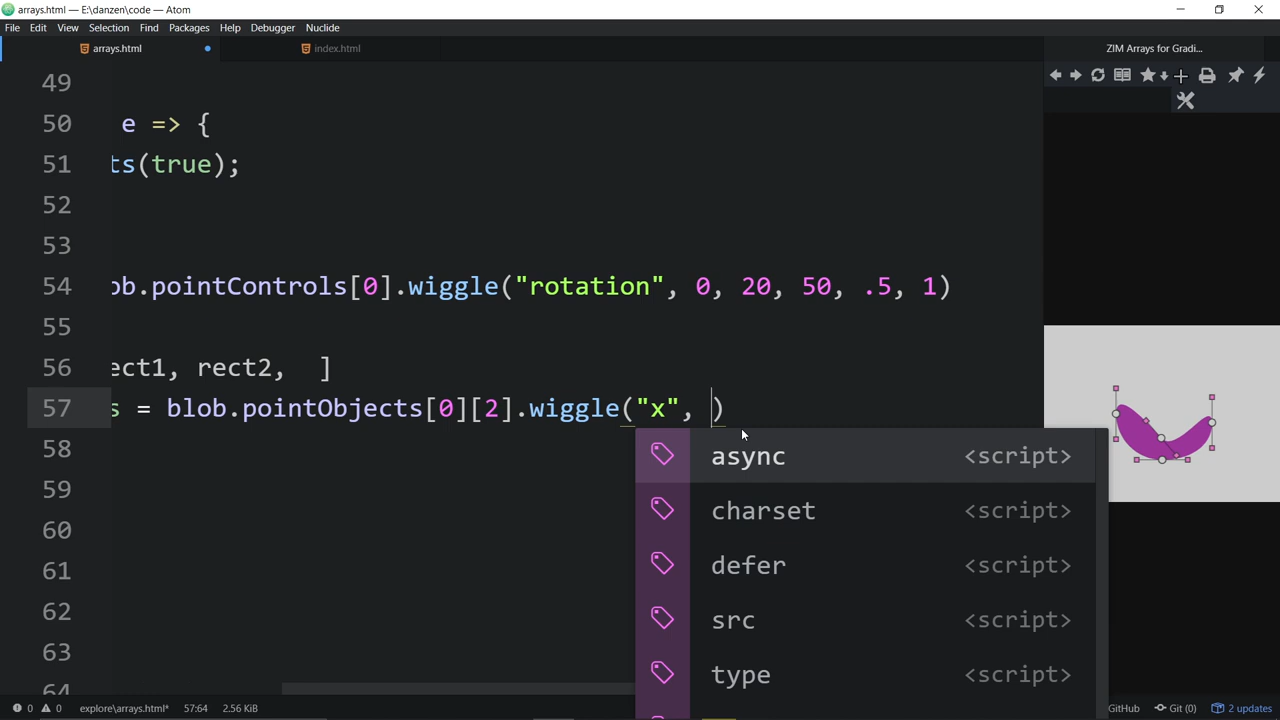 arrays.html — E:\danzen\code — Atom
File Edit View Selection Find Packages Help Debugger Nuclide
arrays.html index.html ZIM Arrays for Gradi...
49
50 e => {
51 ts(true);
52
53
54 ob.pointControls[0].wiggle("rotation", 0, 20, 50, .5, 1)
55
56 ect1, rect2, ]
57 s = blob.pointObjects[0][2].wiggle("x", )
58
async <script>
59
charset <script>
60
defer <script>
61
62
src <script>
63
type <script>
64
0 0 explore\arrays.html* 57:64 2.56 KiB GitHub Git (0) 2 updates